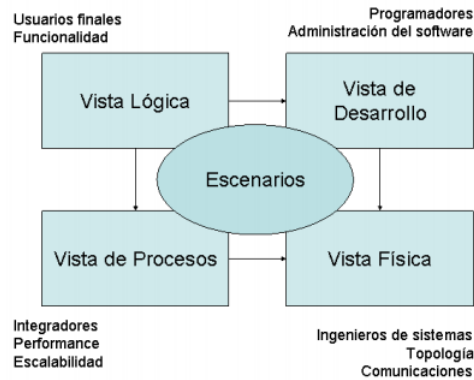 Usuarios finales
Funcionalidad
Programadores
Administración del software
Vista Lógica
Vista de
Desarrollo
Escenarios
Vista de Procesos
Vista Física
Integradores
Performance
Escalabilidad
Ingenieros de sistemas
Topología
Comunicaciones